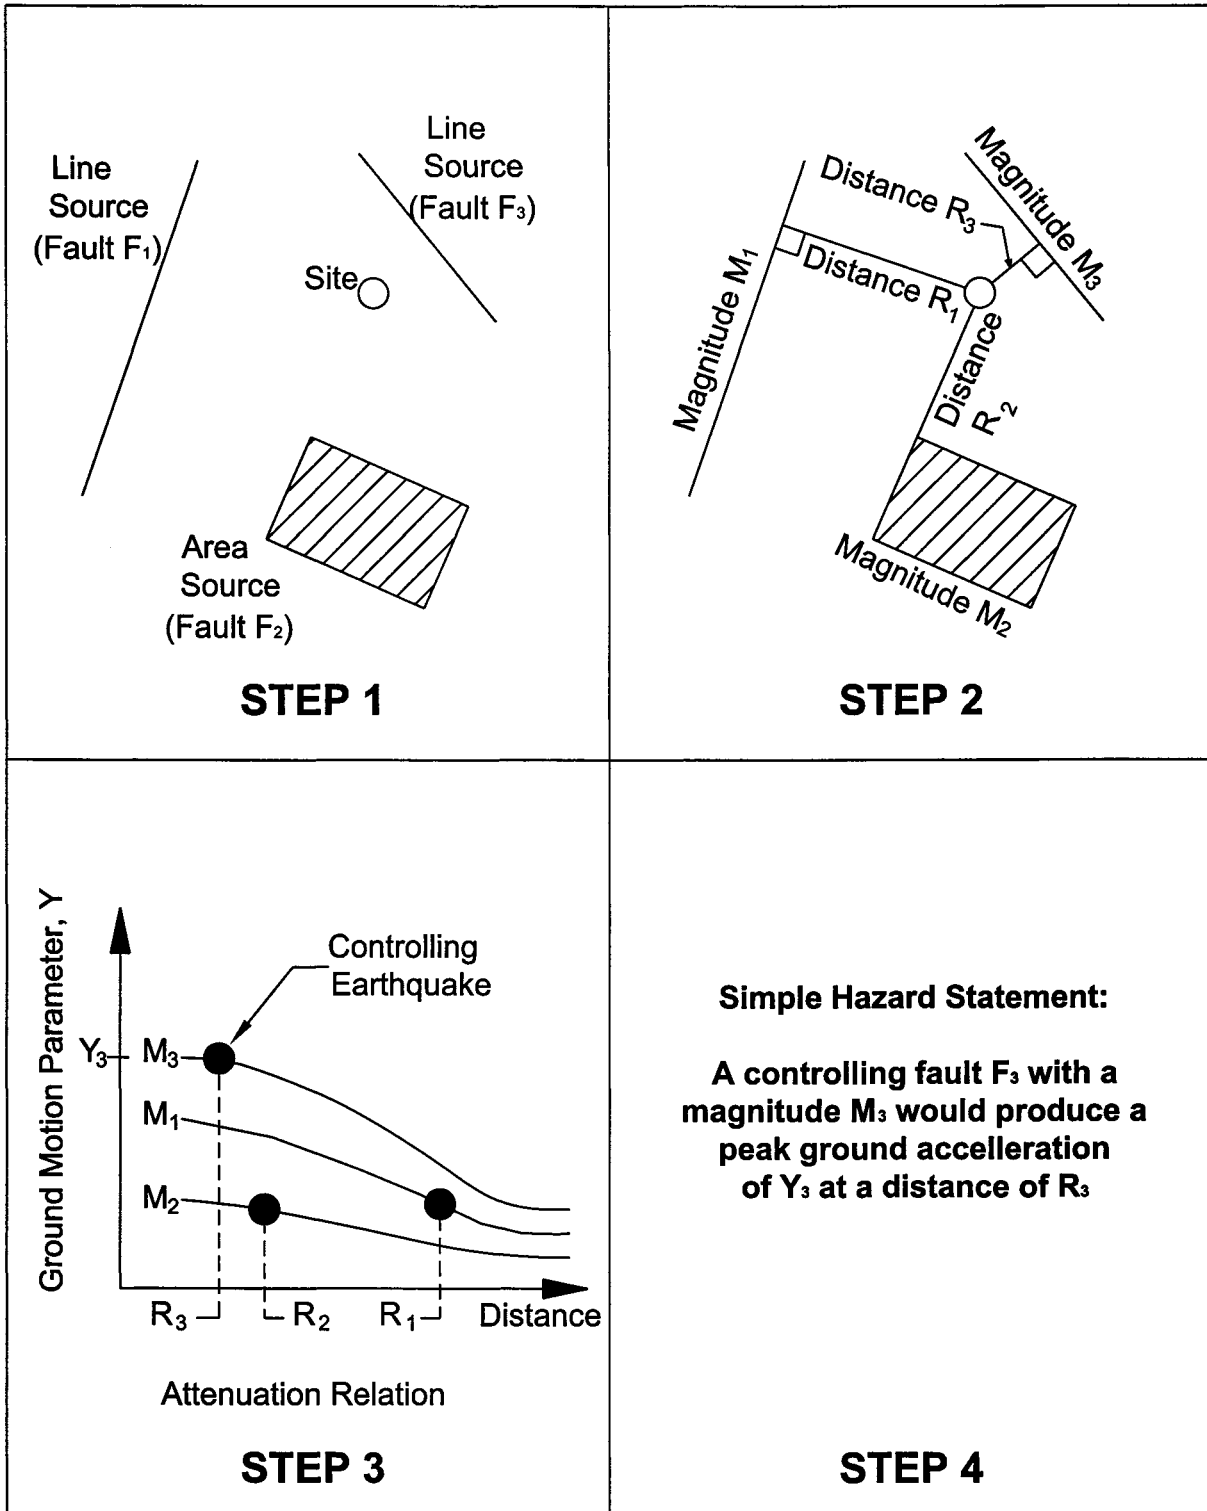 Line
Source
(Fault F₁)
Line
Source
(Fault F₃)
Site
Area
Source
(Fault F₂)
STEP 1
Magnitude M₁
Distance R₁
Distance R₃
Magnitude M₃
Distance
R₂
Magnitude M₂
STEP 2
Ground Motion Parameter, Y
Controlling
Earthquake
Y₃
M₃
M₁
M₂
R₃
R₂
R₁
Distance
Attenuation Relation
STEP 3
Simple Hazard Statement:
A controlling fault F₃ with a
magnitude M₃ would produce a
peak ground accelleration
of Y₃ at a distance of R₃
STEP 4